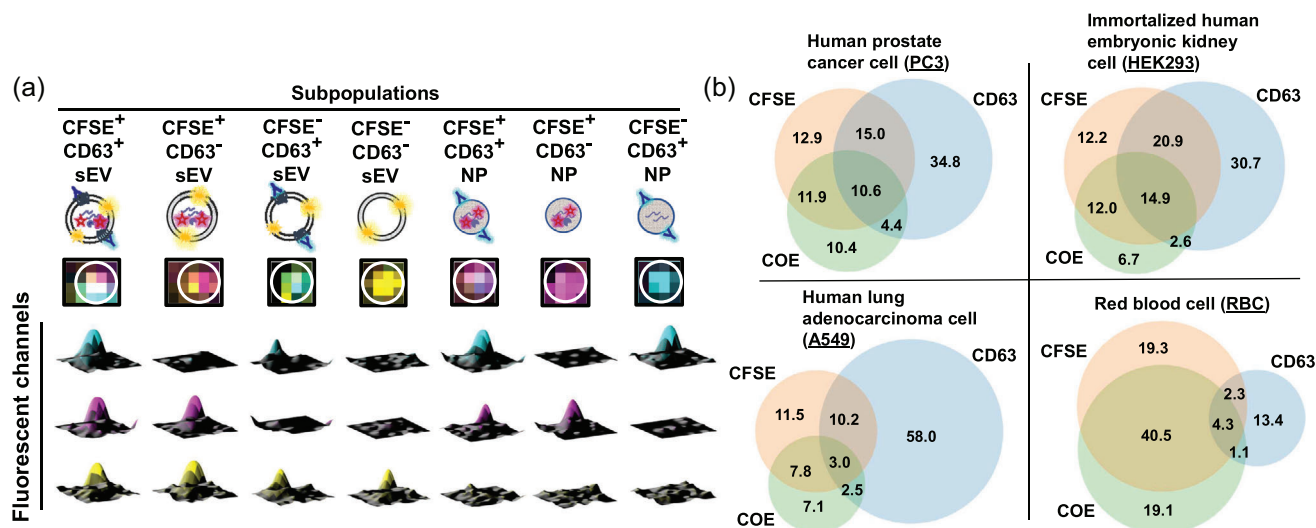 (a)
Subpopulations
CFSE+ CFSE+ CFSE- CFSE- CFSE+ CFSE+ CFSE-
CD63+ CD63- CD63+ CD63- CD63+ CD63- CD63+
sEV sEV sEV sEV NP NP NP
Fluorescent channels
(b)
Human prostate
cancer cell (PC3)
CFSE
CD63
12.9
15.0
34.8
11.9
10.6
4.4
10.4
COE
Immortalized human
embryonic kidney
cell (HEK293)
CFSE
CD63
12.2
20.9
30.7
12.0
14.9
2.6
6.7
COE
Human lung
adenocarcinoma cell
(A549)
CFSE
CD63
11.5
10.2
58.0
7.8
3.0
2.5
7.1
COE
Red blood cell (RBC)
CFSE
CD63
19.3
2.3
13.4
4.3
40.5
1.1
19.1
COE